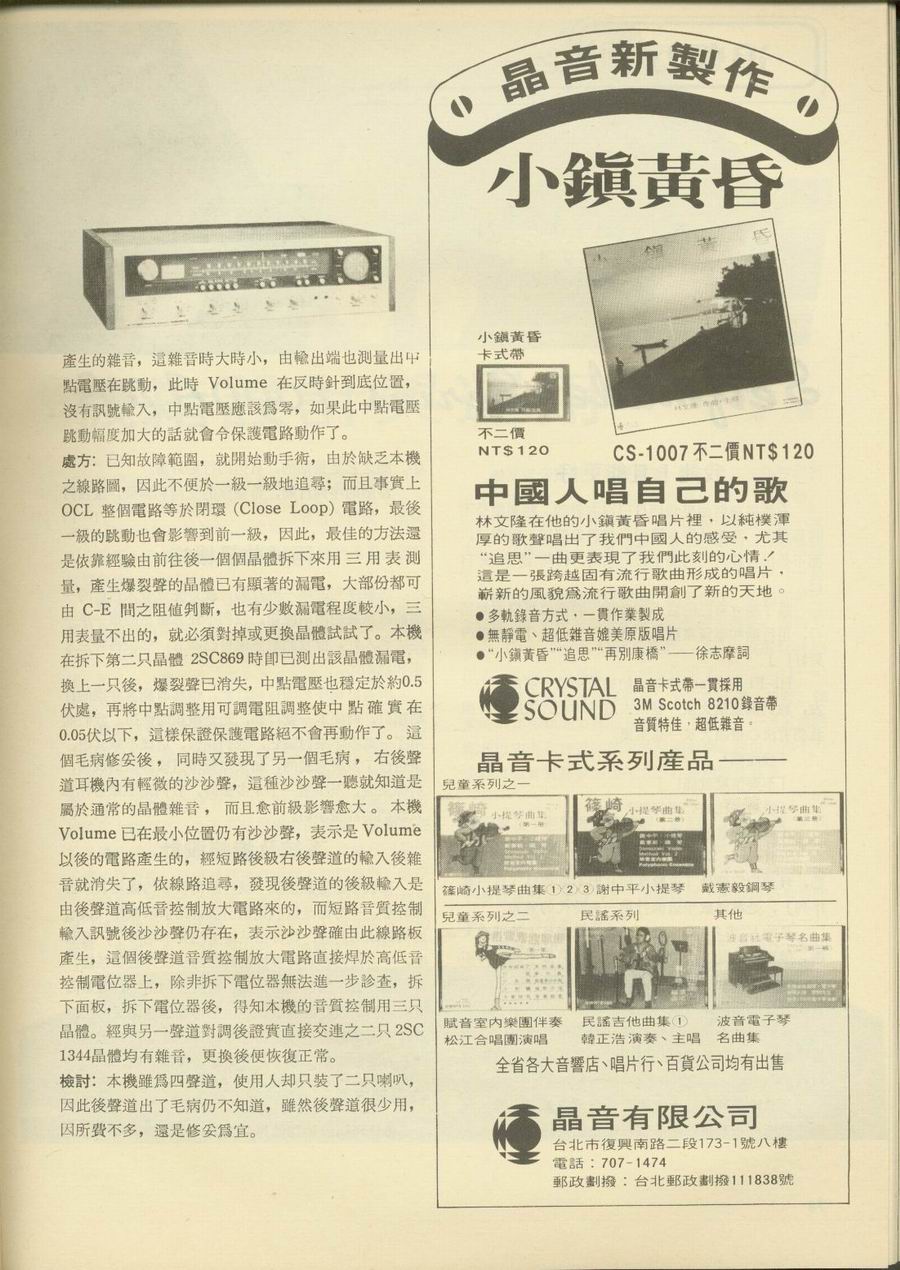 產生的雜音，這雜音時大時小，由輸出端也測量出中
點電壓在跳動，此時 Volume 在反時針到底位置，
沒有訊號輸入，中點電壓應該爲零，如果此中點電壓
跳動幅度加大的話就會令保護電路動作了。
處方：已知故障範圍，就開始動手術，由於缺乏本機
之線路圖，因此不便於一級一級地追尋；而且事實上
OCL 整個電路等於閉環 (Close Loop) 電路，最後
一級的跳動也會影響到前一級，因此，最佳的方法還
是依靠經驗由前往後一個個晶體拆下來用三用表測
量，產生爆裂聲的晶體已有顯著的漏電，大部份都可
由 C-E 間之阻値判斷，也有少數漏電程度較小，三
用表量不出的，就必須對掉或更換晶體試試了。本機
在拆下第二只晶體 2SC869 時卽已測出該晶體漏電，
換上一只後，爆裂聲已消失，中點電壓也穩定於約0.5
伏處，再將中點調整用可調電阻調整使中點確實在
0.05伏以下，這樣保證保護電路絕不會再動作了。這
個毛病修妥後，同時又發現了另一個毛病，右後聲
道耳機內有輕微的沙沙聲，這種沙沙聲一聽就知道是
屬於通常的晶體雜音，而且愈前級影響愈大。本機
Volume 已在最小位置仍有沙沙聲，表示是 Volume
以後的電路產生的，經短路後級右後聲道的輸入後雜
音就消失了，依線路追尋，發現後聲道的後級輸入是
由後聲道高低音控制放大電路來的，而短路音質控制
輸入訊號後沙沙聲仍存在，表示沙沙聲確由此線路板
產生，這個後聲道音質控制放大電路直接焊於高低音
控制電位器上，除非拆下電位器無法進一步診查，拆
下面板，拆下電位器後，得知本機的音質控制用三只
晶體。經與另一聲道對調後證實直接交連之二只 2SC
1344晶體均有雜音，更換後便恢復正常。
檢討：本機雖爲四聲道，使用人却只裝了二只喇叭，
因此後聲道出了毛病仍不知道，雖然後聲道很少用，
因所費不多，還是修妥爲宜。
晶音新製作
小鎭黃昏
小鎭黃昏
小鎭黃昏
卡式帶
不二價
NT$120
CS-1007不二價NT$120
中國人唱自己的歌
林文隆在他的小鎭黃昏唱片裡，以純樸渾
厚的歌聲唱出了我們中國人的感受，尤其
“追思”一曲更表現了我們此刻的心情！
這是一張跨越固有流行歌曲形成的唱片，
嶄新的風貌爲流行歌曲開創了新的天地。
●多軌錄音方式，一貫作業製成
●無靜電、超低雜音媲美原版唱片
●“小鎭黃昏”“追思”“再別康橋”——徐志摩詞
CRYSTAL
SOUND
晶音卡式帶一貫採用
3M Scotch 8210錄音帶
音質特佳，超低雜音。
晶音卡式系列產品——
兒童系列之一
篠崎
小提琴曲集
（第一册）
篠崎
小提琴曲集
（第二册）
小提琴曲集
（第三册）
篠崎小提琴曲集①②③謝中平小提琴 戴憲毅鋼琴
兒童系列之二
民謠系列
其他
波音社電子琴名曲集
賦音室內樂團伴奏
松江合唱團演唱
民謠吉他曲集①
韓正浩演奏、主唱
波音電子琴
名曲集
全省各大音響店、唱片行、百貨公司均有出售
晶音有限公司
台北市復興南路二段173-1號八樓
電話：707-1474
郵政劃撥：台北郵政劃撥111838號